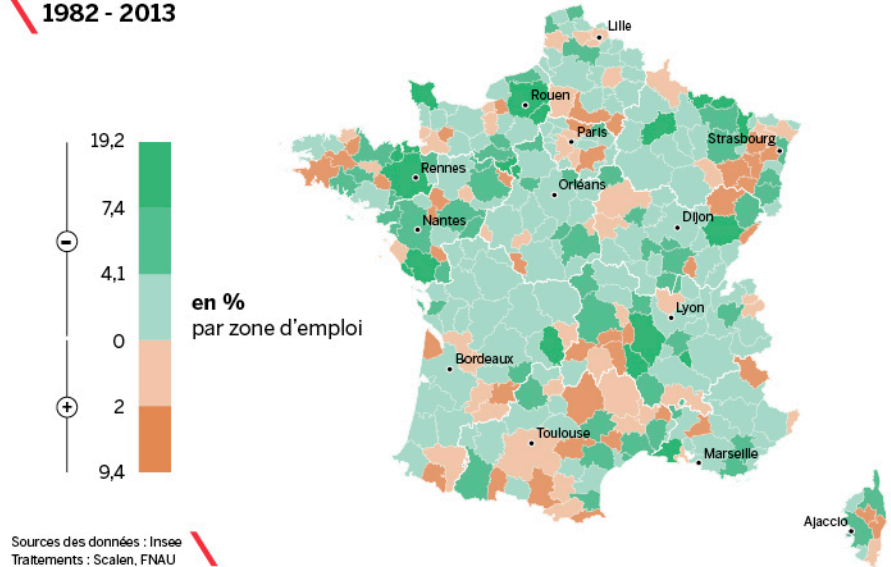 1982 - 2013
19,2
7,4
4,1
0
2
9,4
−
+
en %
par zone d'emploi
Lille
Rouen
Paris
Strasbourg
Rennes
Orléans
Nantes
Dijon
Lyon
Bordeaux
Toulouse
Marseille
Ajaccio
Sources des données : Insee
Traitements : Scalen, FNAU